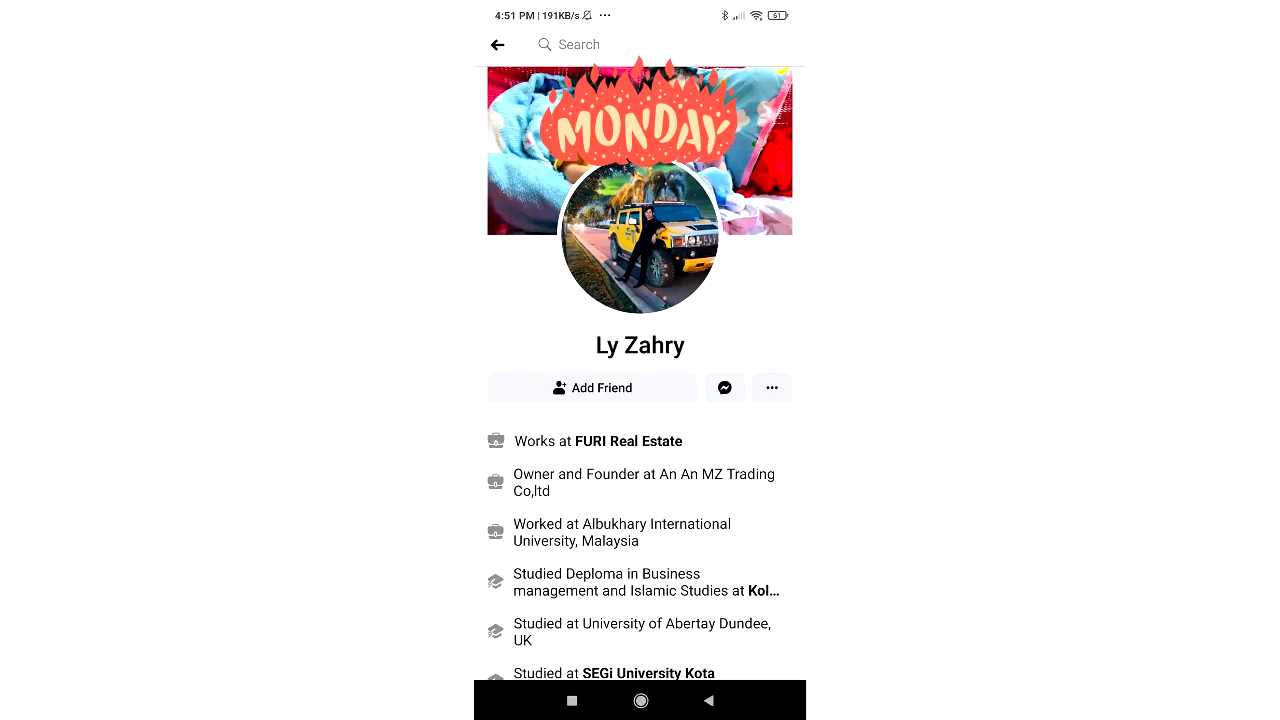 4:51 PM | 191KB/s ...
61
Search
MONDAY
Ly Zahry
Add Friend
Works at FURI Real Estate
Owner and Founder at An An MZ Trading
Co,ltd
Worked at Albukhary International
University, Malaysia
Studied Deploma in Business
management and Islamic Studies at Kol...
Studied at University of Abertay Dundee,
UK
Studied at SEGi University Kota